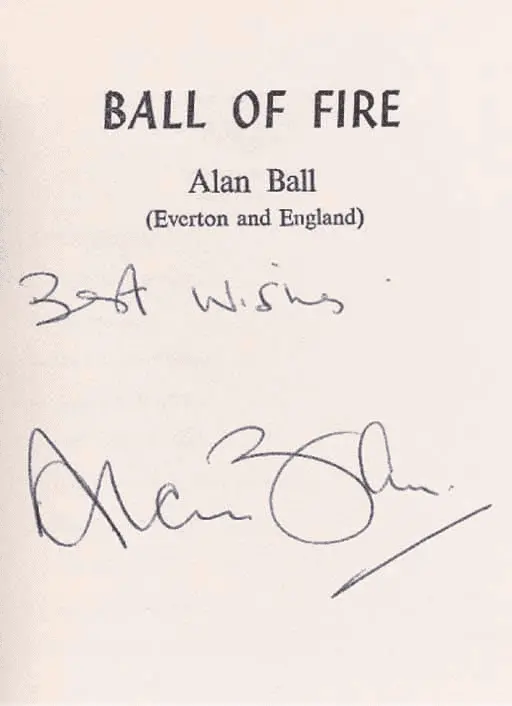 BALL OF FIRE
Alan Ball
(Everton and England)
Best Wishes
Alan Ball